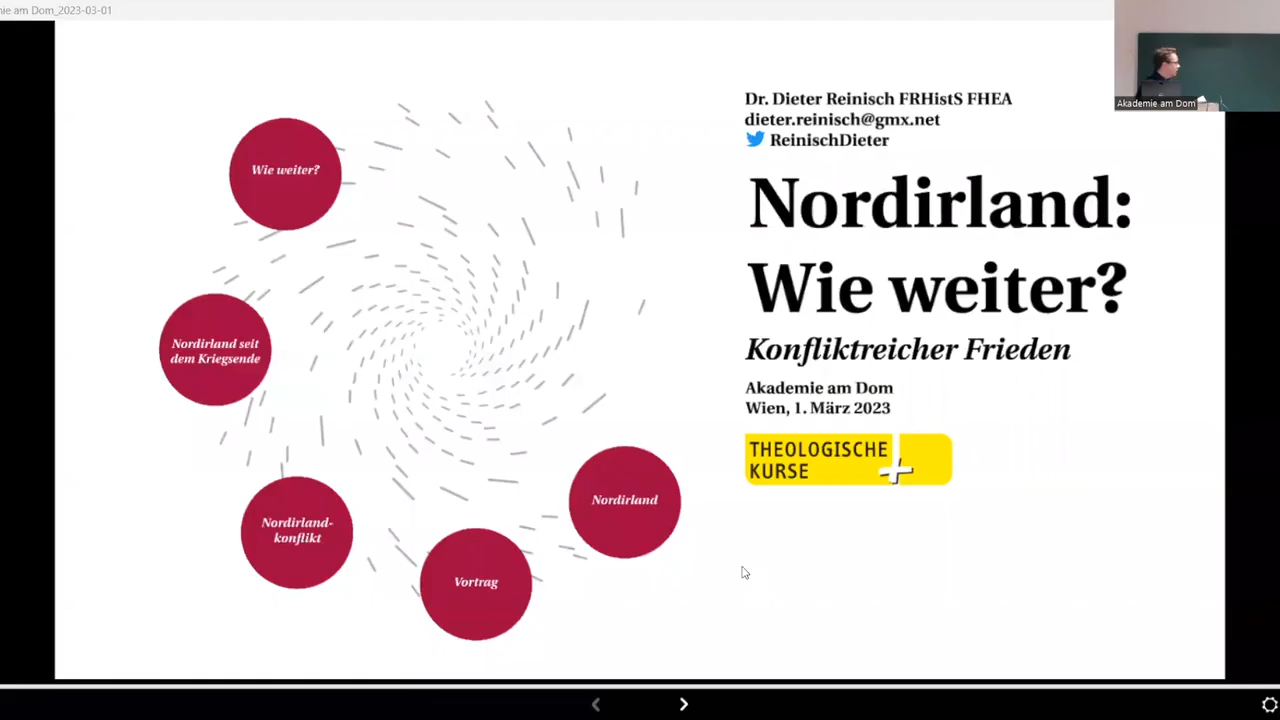 ie am Dom_2023-03-01
Akademie am Dom
Dr. Dieter Reinisch FRHistS FHEA
dieter.reinisch@gmx.net
ReinischDieter
Nordirland:
Wie weiter?
Konfliktreicher Frieden
Akademie am Dom
Wien, 1. März 2023
THEOLOGISCHE
KURSE
Wie weiter?
Nordirland seit
dem Kriegsende
Nordirland-
konflikt
Vortrag
Nordirland